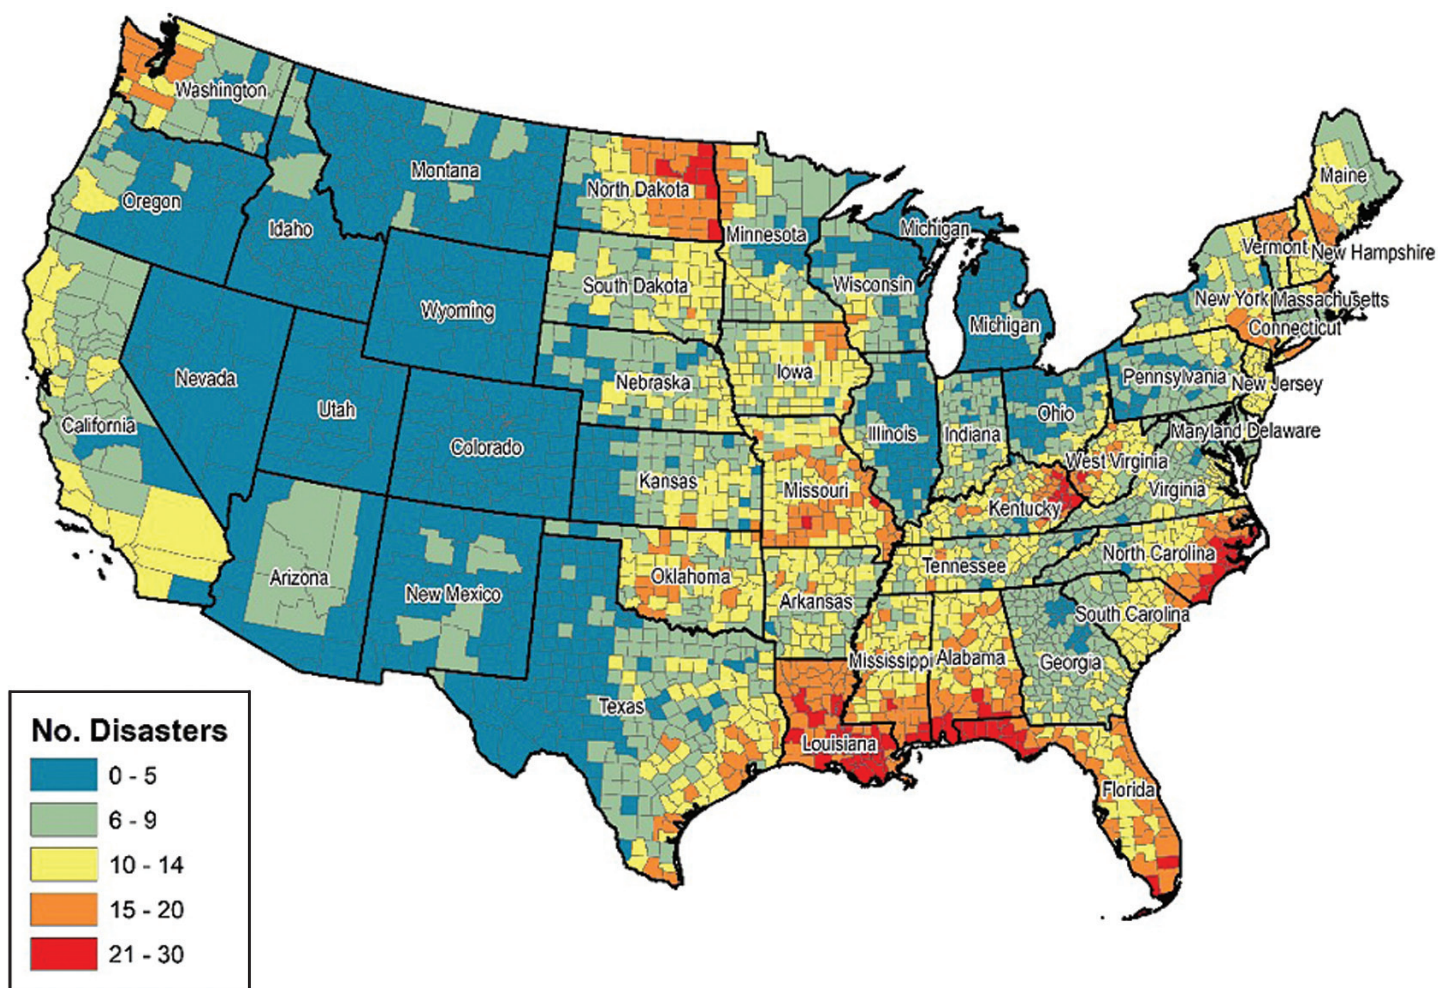 Washington
Montana
North Dakota
Minnesota
Maine
Oregon
Idaho
Michigan
Vermont
New Hampshire
Wyoming
South Dakota
Wisconsin
Michigan
New York
Massachusetts
Connecticut
Nevada
Utah
Nebraska
Iowa
Pennsylvania
New Jersey
California
Colorado
Illinois
Indiana
Ohio
Maryland
Delaware
Kansas
Missouri
West Virginia
Virginia
Kentucky
Arizona
New Mexico
Oklahoma
Arkansas
Tennessee
North Carolina
South Carolina
Texas
Mississippi
Alabama
Georgia
Louisiana
Florida
No. Disasters
0 - 5
6 - 9
10 - 14
15 - 20
21 - 30